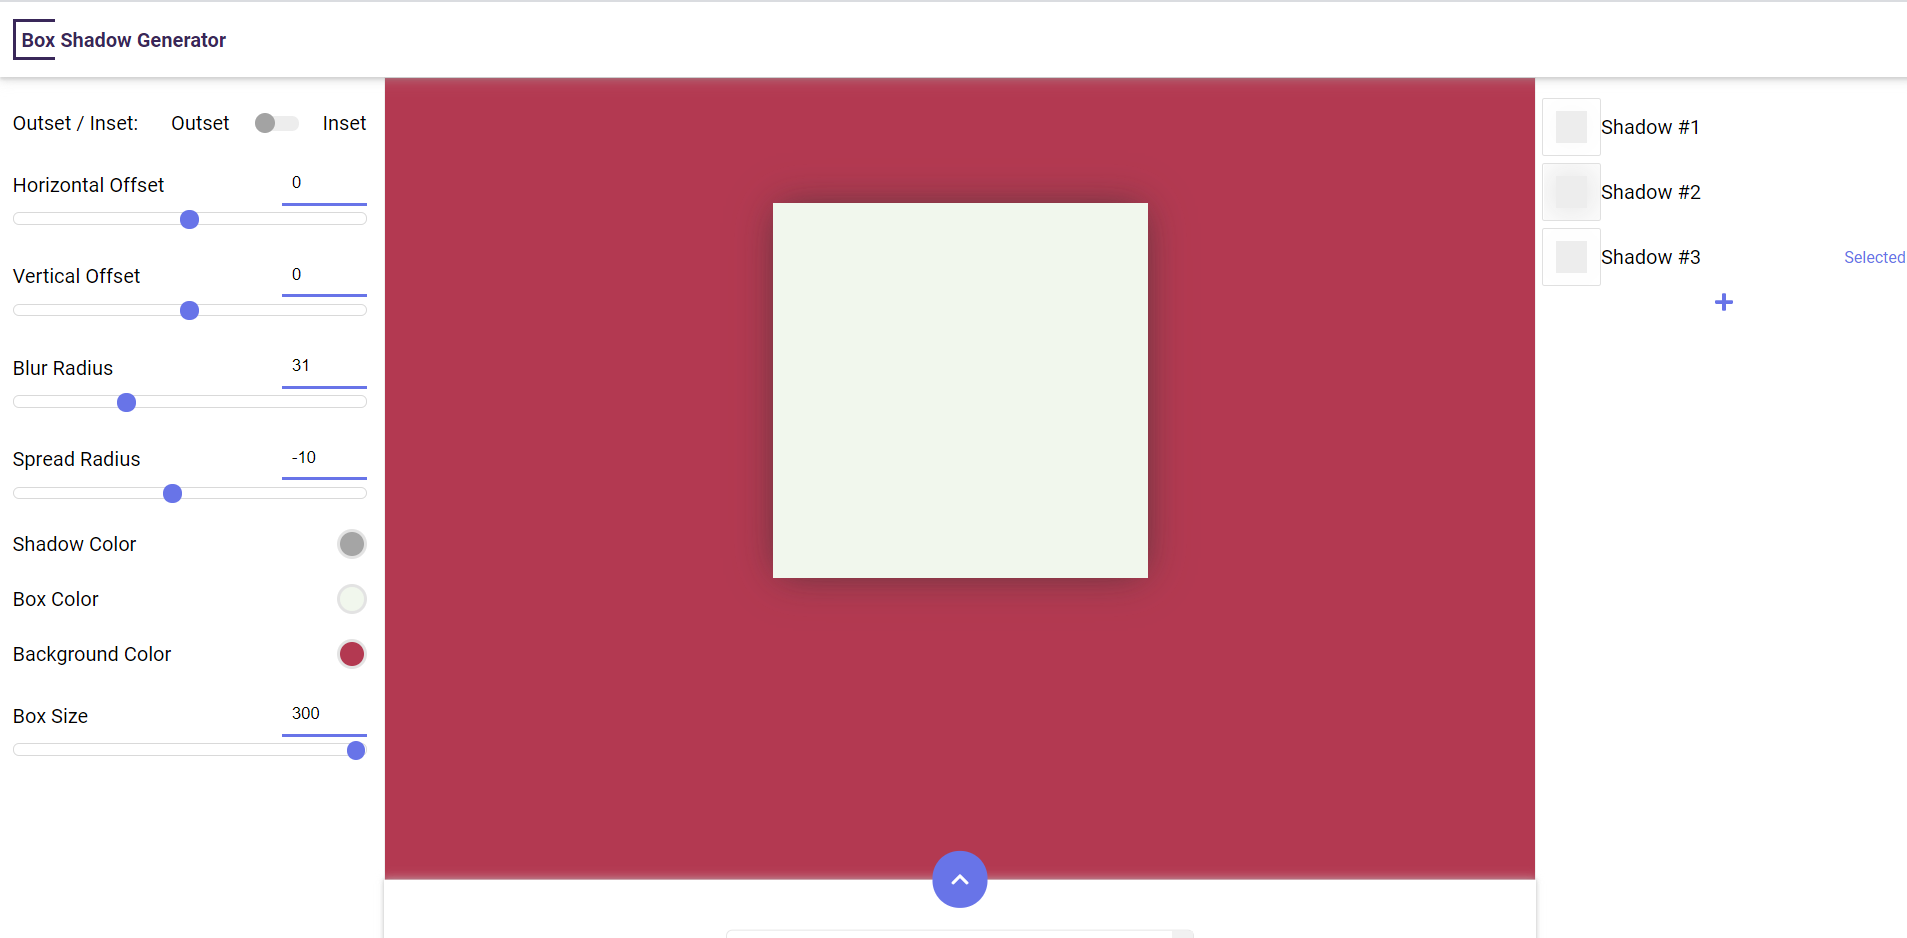 Box Shadow Generator
Outset / Inset: Outset Inset
Horizontal Offset 0
Vertical Offset 0
Blur Radius 31
Spread Radius -10
Shadow Color
Box Color
Background Color
Box Size 300
Shadow #1
Shadow #2
Shadow #3 Selected